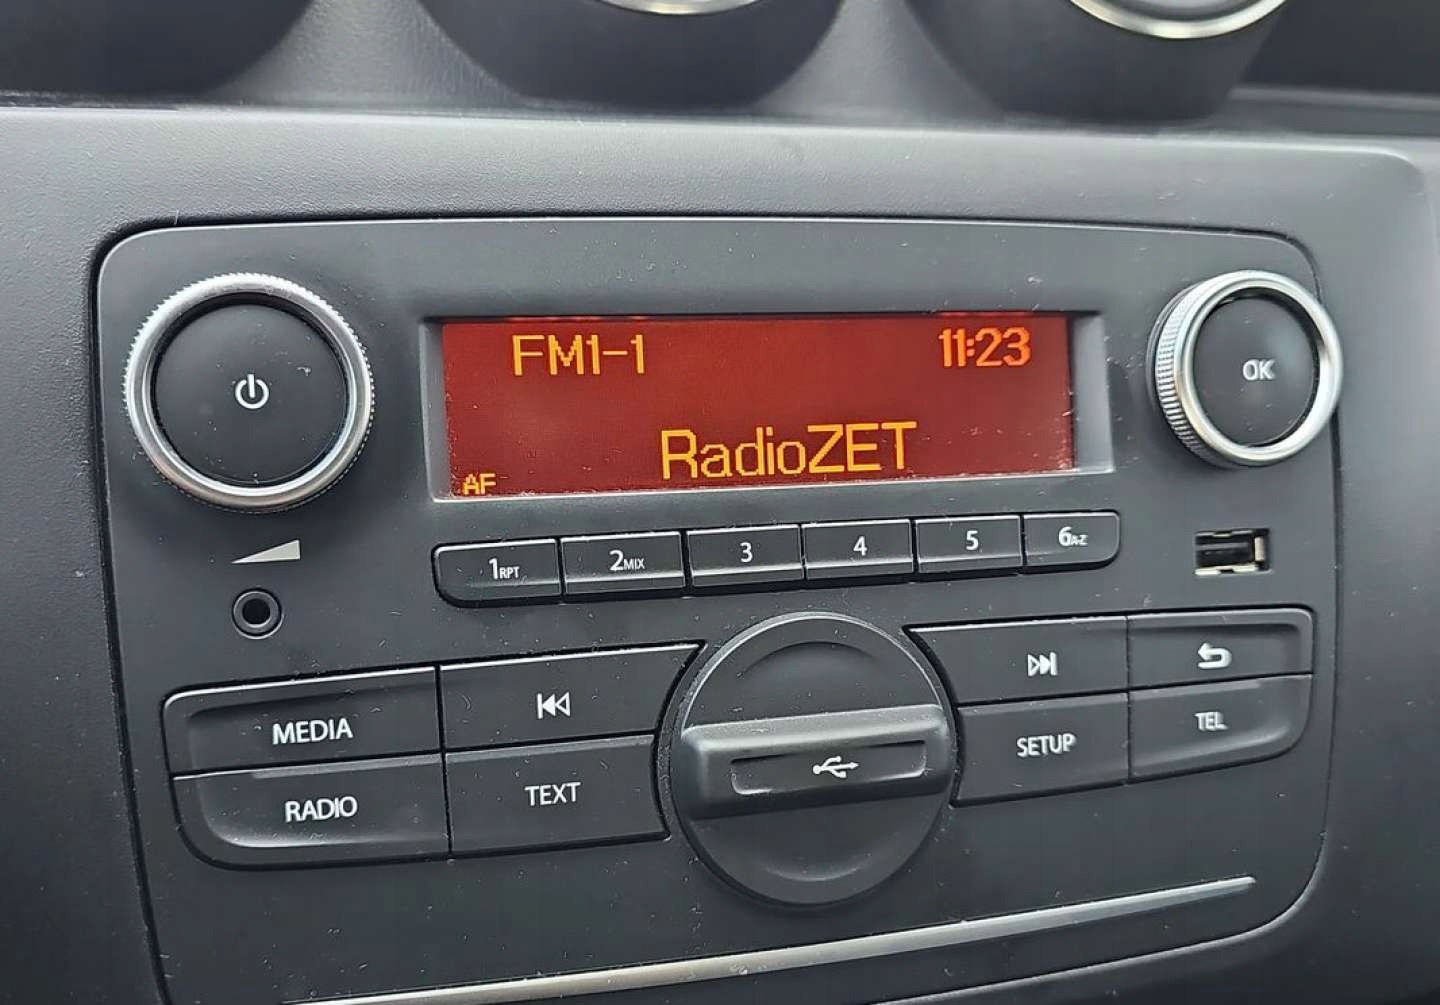 FM1-1 11:23
RadioZET
AF
1RPT 2MIX 3 4 5 6A-Z
OK
MEDIA
RADIO
TEXT
SETUP
TEL